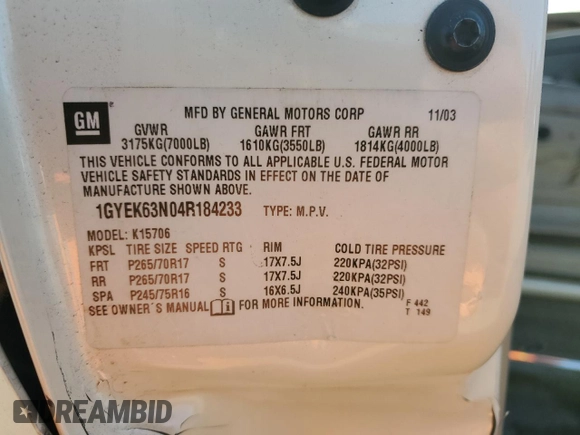 GM
MFD BY GENERAL MOTORS CORP 11/03
GVWR GAWR FRT GAWR RR
3175KG(7000LB) 1610KG(3550LB) 1814KG(4000LB)
THIS VEHICLE CONFORMS TO ALL APPLICABLE U.S. FEDERAL MOTOR
VEHICLE SAFETY STANDARDS IN EFFECT ON THE DATE OF
MANUFACTURE SHOWN ABOVE.
1GYEK63N04R184233 TYPE: M.P.V.
MODEL: K15706
KPSL TIRE SIZE SPEED RTG RIM COLD TIRE PRESSURE
FRT P265/70R17 S 17X7.5J 220KPA(32PSI)
RR P265/70R17 S 17X7.5J 220KPA(32PSI)
SPA P245/75R16 S 16X6.5J 240KPA(35PSI)
SEE OWNER'S MANUAL FOR MORE INFORMATION.
F 442
T 149
DREAMBID